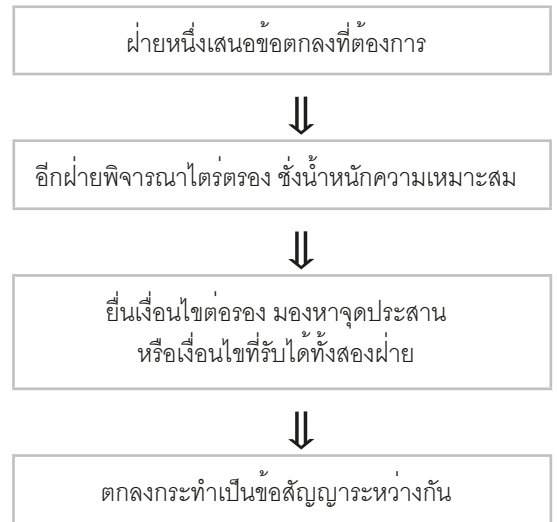 ฝ่ายหนึ่งเสนอข้อตกลงที่ต้องการ
อีกฝ่ายพิจารณาไตร่ตรอง ชั่งน้ำหนักความเหมาะสม
ยื่นเงื่อนไขต่อรอง มองหาจุดประสาน
หรือเงื่อนไขที่รับได้ทั้งสองฝ่าย
ตกลงกระทำเป็นข้อสัญญาระหว่างกัน